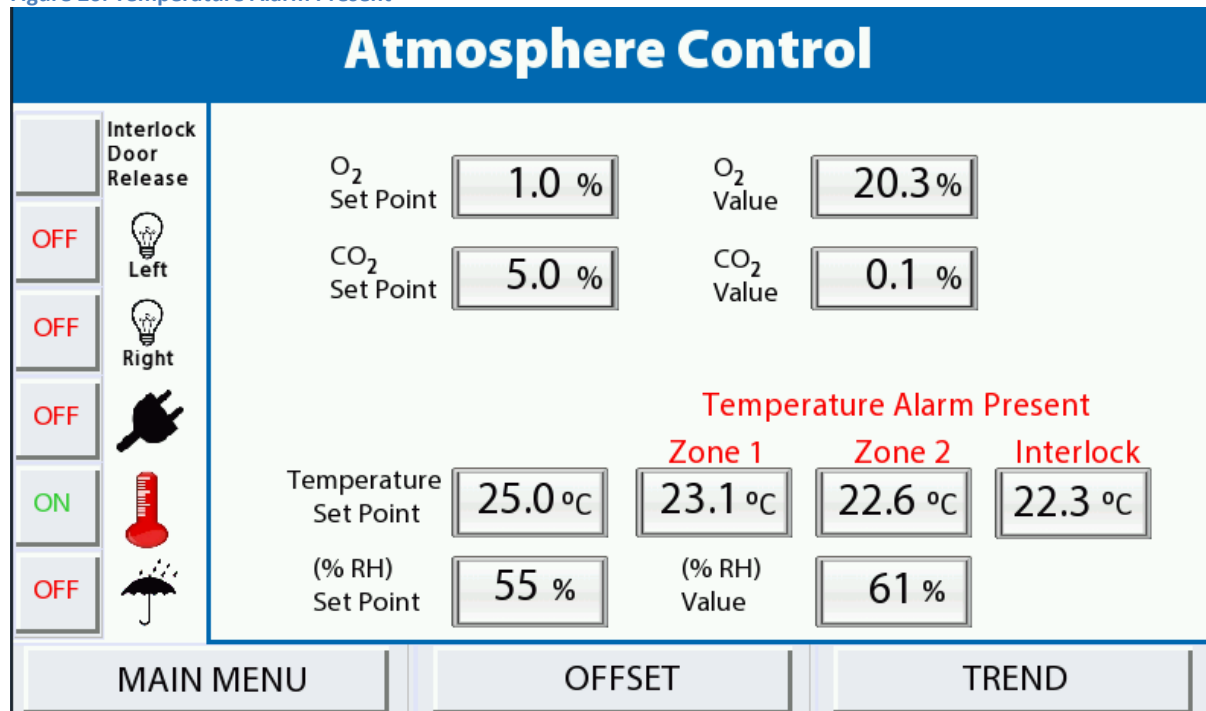 Atmosphere Control
Interlock
Door
Release
OFF
Left
OFF
Right
OFF
ON
OFF
O₂
Set Point
1.0 %
O₂
Value
20.3 %
CO₂
Set Point
5.0 %
CO₂
Value
0.1 %
Temperature Alarm Present
Zone 1
Zone 2
Interlock
Temperature
Set Point
25.0 ºC
23.1 ºC
22.6 ºC
22.3 ºC
(% RH)
Set Point
55 %
(% RH)
Value
61 %
MAIN MENU
OFFSET
TREND